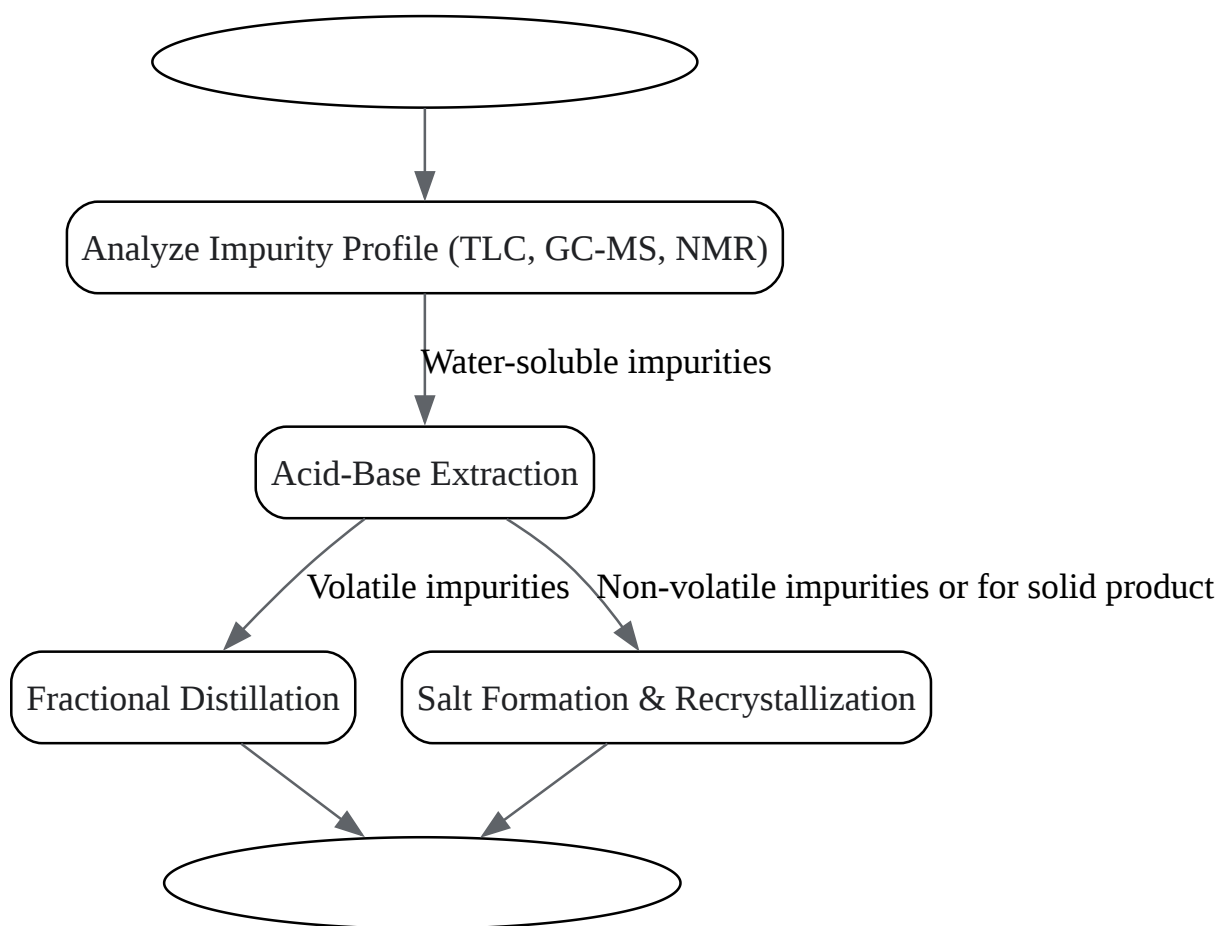 Analyze Impurity Profile (TLC, GC-MS, NMR)
Water-soluble impurities
Acid-Base Extraction
Volatile impurities
Non-volatile impurities or for solid product
Fractional Distillation
Salt Formation & Recrystallization